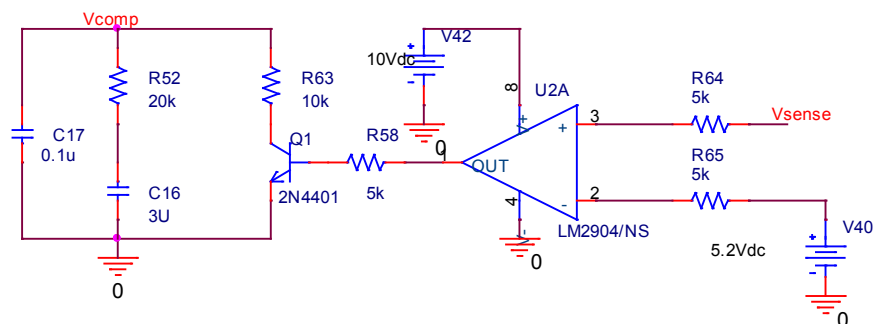 Vcomp
V42
10Vdc
R52
20k
R63
10k
8
U2A
R64
5k
Vsense
C17
0.1u
Q1
R58
5k
1
V+
OUT
+
3
R65
5k
-
2
C16
3U
2N4401
4
V-
LM2904/NS
V40
5.2Vdc
0
0
0
0